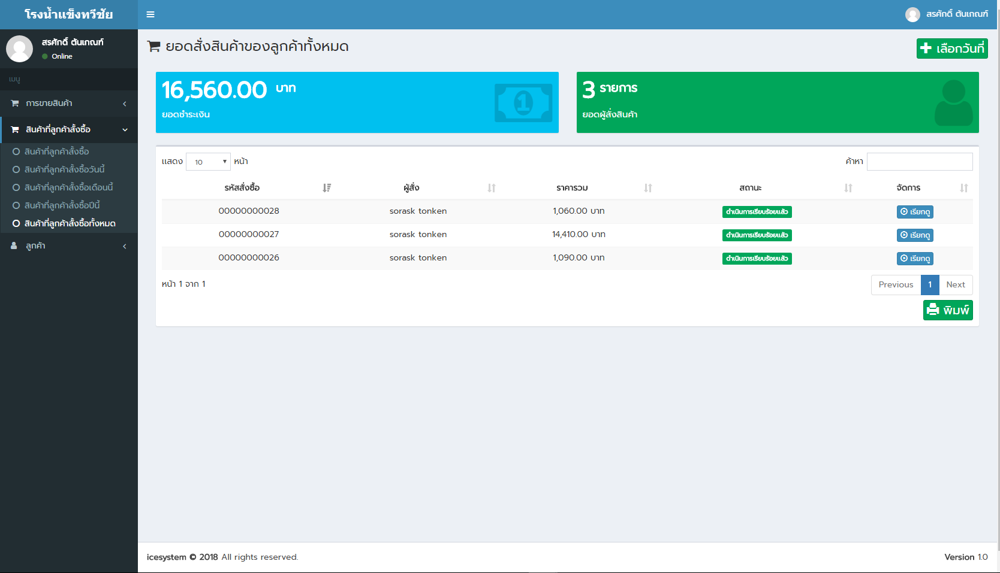 โรงน้ำแข็งทวีชัย
สรศักดิ์ ตันเกณฑ์
สรศักดิ์ ตันเกณฑ์
Online
เมนู
การขายสินค้า
สินค้าที่ลูกค้าสั้งซื้อ
สินค้าที่ลูกค้าสั้งซื้อ
สินค้าที่ลูกค้าสั้งซื้อวันนี้
สินค้าที่ลูกค้าสั้งซื้อเดือนนี้
สินค้าที่ลูกค้าสั้งซื้อปีนี้
สินค้าที่ลูกค้าสั้งซื้อทั้งหมด
ลูกค้า
ยอดสั่งสินค้าของลูกค้าทั้งหมด
เลือกวันที่
16,560.00 บาท
ยอดชำระเงิน
3 รายการ
ยอดผู้สั่งสินค้า
แสดง 10 หน้า
ค้าหา
รหัสสั่งซื้อ ผู้สั่ง ราคารวม สถานะ จัดการ
00000000028 sorask tonken 1,060.00 บาท ดำเนินการเรียบร้อยแล้ว เรียกดู
00000000027 sorask tonken 14,410.00 บาท ดำเนินการเรียบร้อยแล้ว เรียกดู
00000000026 sorask tonken 1,090.00 บาท ดำเนินการเรียบร้อยแล้ว เรียกดู
หน้า 1 จาก 1
Previous 1 Next
พิมพ์
icesystem © 2018 All rights reserved.
Version 1.0